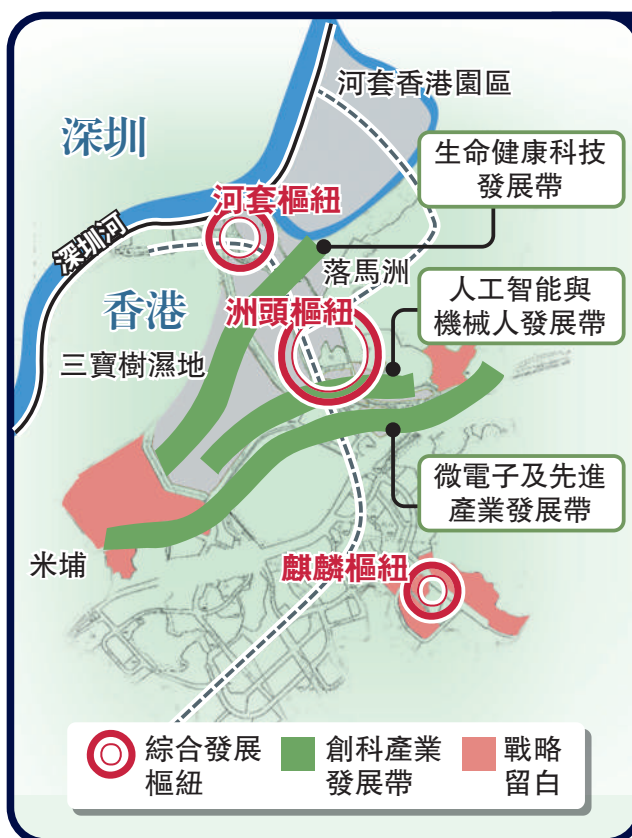 河套香港園區
深圳
生命健康科技
發展帶
河套樞紐
深圳河
落馬洲
香港
洲頭樞紐
人工智能與
機械人發展帶
三寶樹濕地
微電子及先進
產業發展帶
米埔
麒麟樞紐
綜合發展
樞紐
創科產業
發展帶
戰略
留白